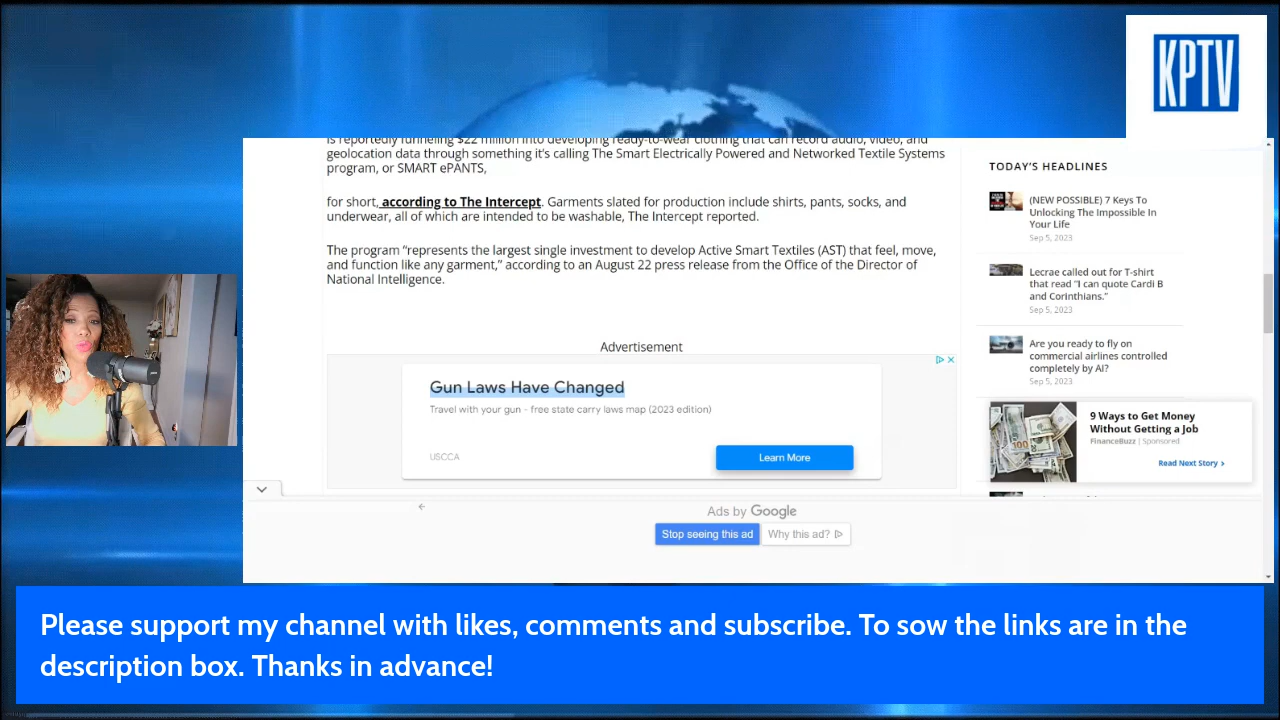 KPTV
is reportedly funneling $22 million into developing ready-to-wear clothing that can record audio, video, and
geolocation data through something it's calling The Smart Electrically Powered and Networked Textile Systems
program, or SMART ePANTS,
for short, according to The Intercept. Garments slated for production include shirts, pants, socks, and
underwear, all of which are intended to be washable, The Intercept reported.
The program “represents the largest single investment to develop Active Smart Textiles (AST) that feel, move,
and function like any garment,” according to an August 22 press release from the Office of the Director of
National Intelligence.
Advertisement
Gun Laws Have Changed
Travel with your gun - free state carry laws map (2023 edition)
USCCA
Learn More
Ads by Google
Stop seeing this ad
Why this ad?
TODAY'S HEADLINES
(NEW POSSIBLE) 7 Keys To
Unlocking The Impossible In
Your Life
Sep 5, 2023
Lecrae called out for T-shirt
that read “I can quote Cardi B
and Corinthians.”
Sep 5, 2023
Are you ready to fly on
commercial airlines controlled
completely by AI?
Sep 5, 2023
9 Ways to Get Money
Without Getting a Job
FinanceBuzz | Sponsored
Read Next Story >
Please support my channel with likes, comments and subscribe. To sow the links are in the
description box. Thanks in advance!